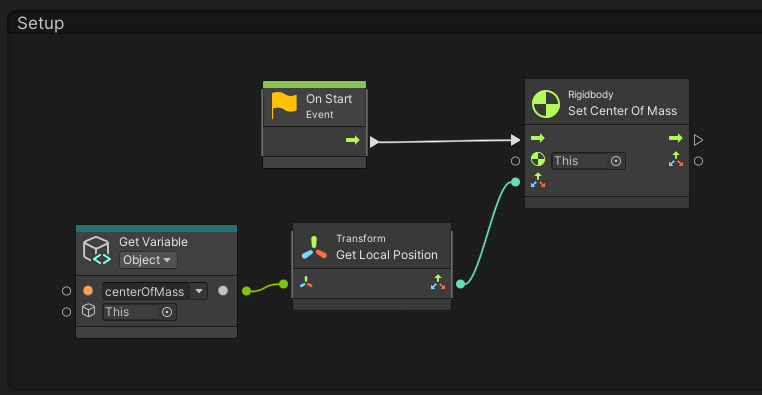 Setup
On Start
Event
Rigidbody
Set Center Of Mass
This
Get Variable
Object
centerOfMass
This
Transform
Get Local Position